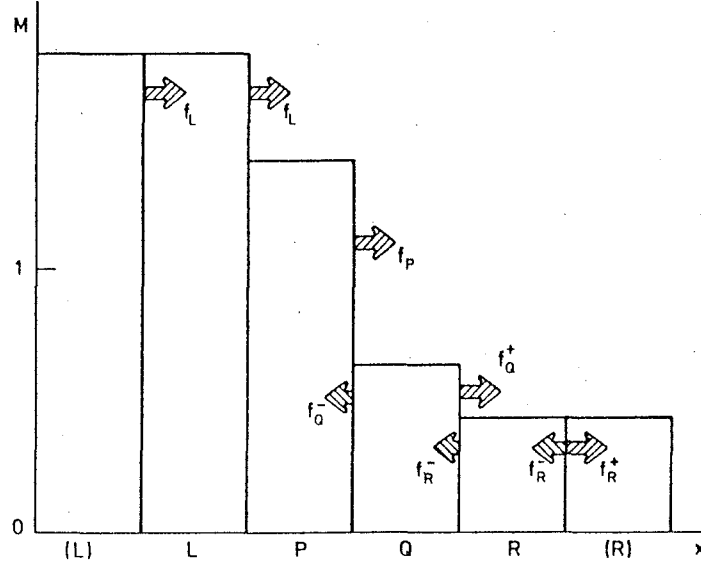 M
f_L f_L
1
f_P
f_Q^+
f_Q^-
f_R^- f_R^- f_R^+
0
(L) L P Q R (R) x